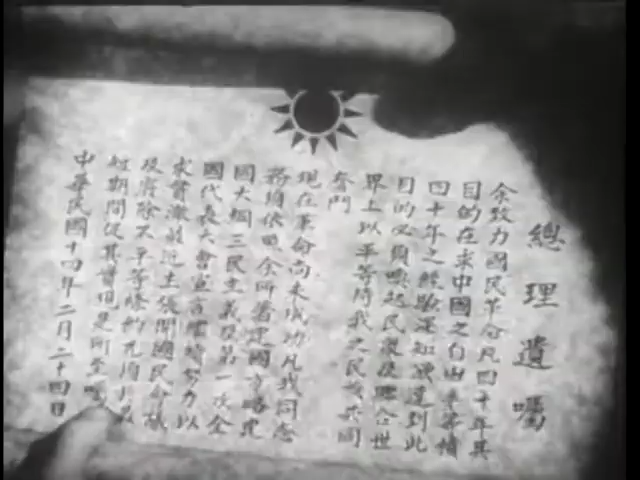 總理遺囑
余致力國民革命凡四十年其
目的在求中國之自由平等積
四十年之經驗深知欲達到此
目的必須喚起民眾及聯合世
界上以平等待我之民族共同
奮鬥
現在革命尚未成功凡我同志
務須依照余所著建國方略建
國大綱三民主義及第一次全
國代表大會宣言繼續努力以
求貫澈最近主張開國民會議
及廢除不平等條約尤須於最
短期間促其實現是所至囑
中華民國十四年二月二十四日